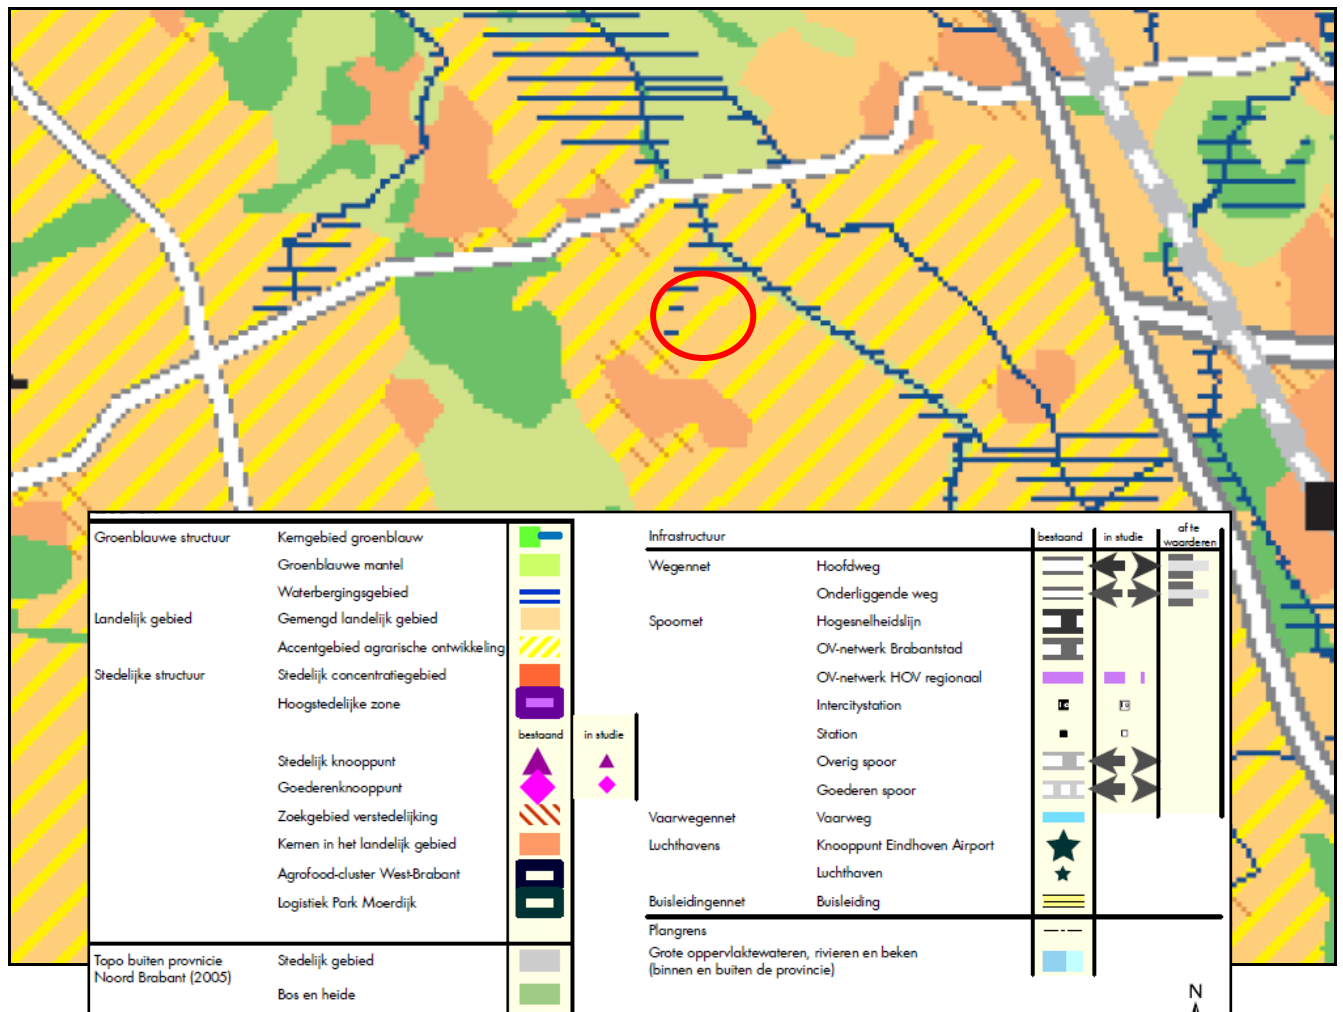 Groenblauwe structuur Kerngebied groenblauw
Groenblauwe mantel
Waterbergingsgebied
Landelijk gebied Gemengd landelijk gebied
Accentgebied agrarische ontwikkeling
Stedelijke structuur Stedelijk concentratiegebied
Hoogstedelijke zone
bestaand in studie
Stedelijk knooppunt
Goederenknooppunt
Zoekgebied verstedelijking
Kernen in het landelijk gebied
Agrofood-cluster West-Brabant
Logistiek Park Moerdijk
Topo buiten provnicie Stedelijk gebied
Noord Brabant (2005)
Bos en heide
Infrastructuur bestaand in studie af te
waarderen
Wegennet Hoofdweg
Onderliggende weg
Spoornet Hogesnelheidslijn
OV-netwerk Brabantstad
OV-netwerk HOV regionaal
Intercitystation
Station
Overig spoor
Goederen spoor
Vaarwegennet Vaarweg
Luchthavens Knooppunt Eindhoven Airport
Luchthaven
Buisleidingennet Buisleiding
Plangrens
Grote oppervlaktewateren, rivieren en beken
(binnen en buiten de provincie)
N